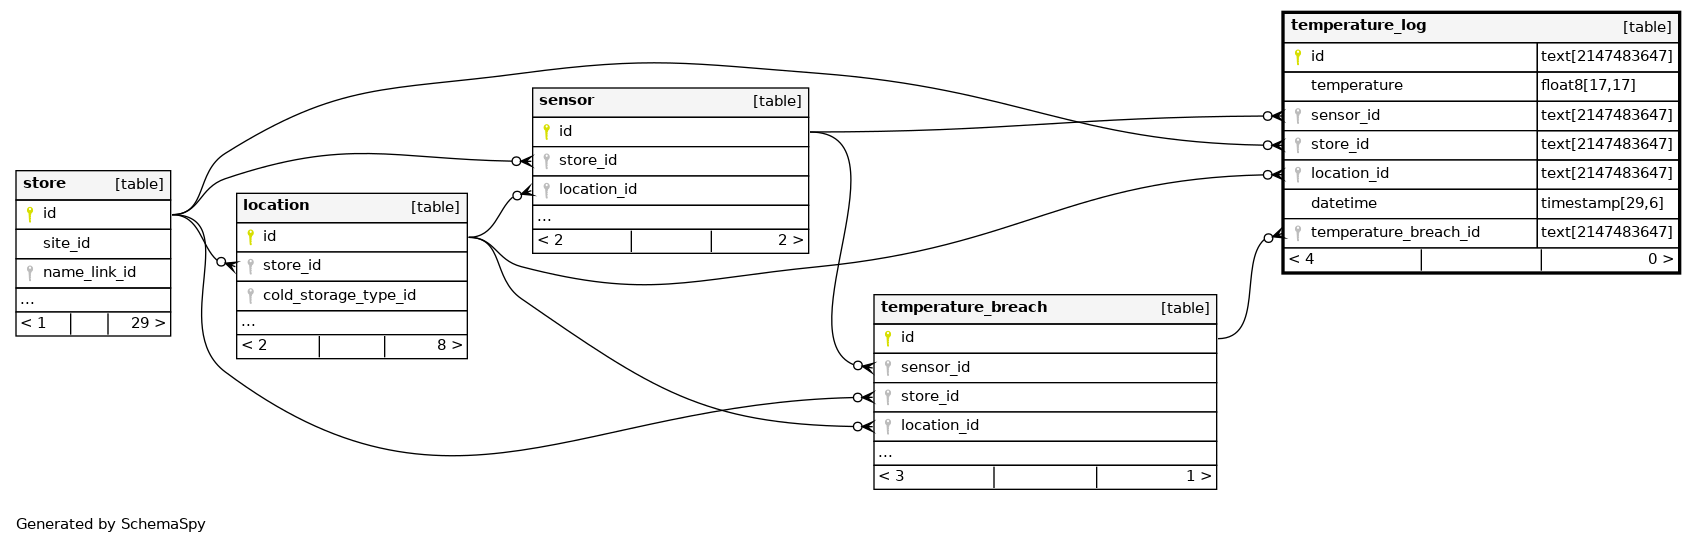 store [table]
id
site_id
name_link_id
...
< 1 29 >
location [table]
id
store_id
cold_storage_type_id
...
< 2 8 >
sensor [table]
id
store_id
location_id
...
< 2 2 >
temperature_breach [table]
id
sensor_id
store_id
location_id
...
< 3 1 >
temperature_log [table]
id text[2147483647]
temperature float8[17,17]
sensor_id text[2147483647]
store_id text[2147483647]
location_id text[2147483647]
datetime timestamp[29,6]
temperature_breach_id text[2147483647]
< 4 0 >
Generated by SchemaSpy